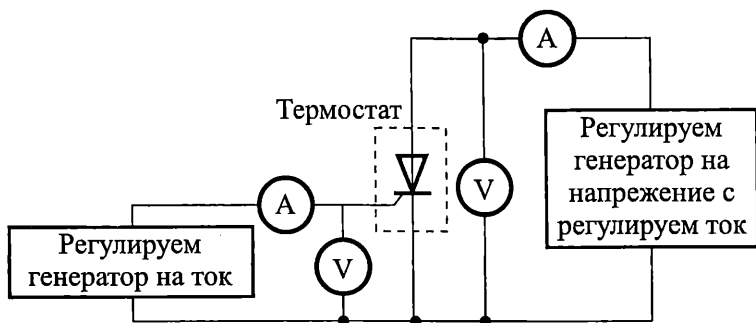 A
Термостат
Регулируем
генератор на
напрежение с
регулируем ток
V
A
Регулируем
генератор на ток
V